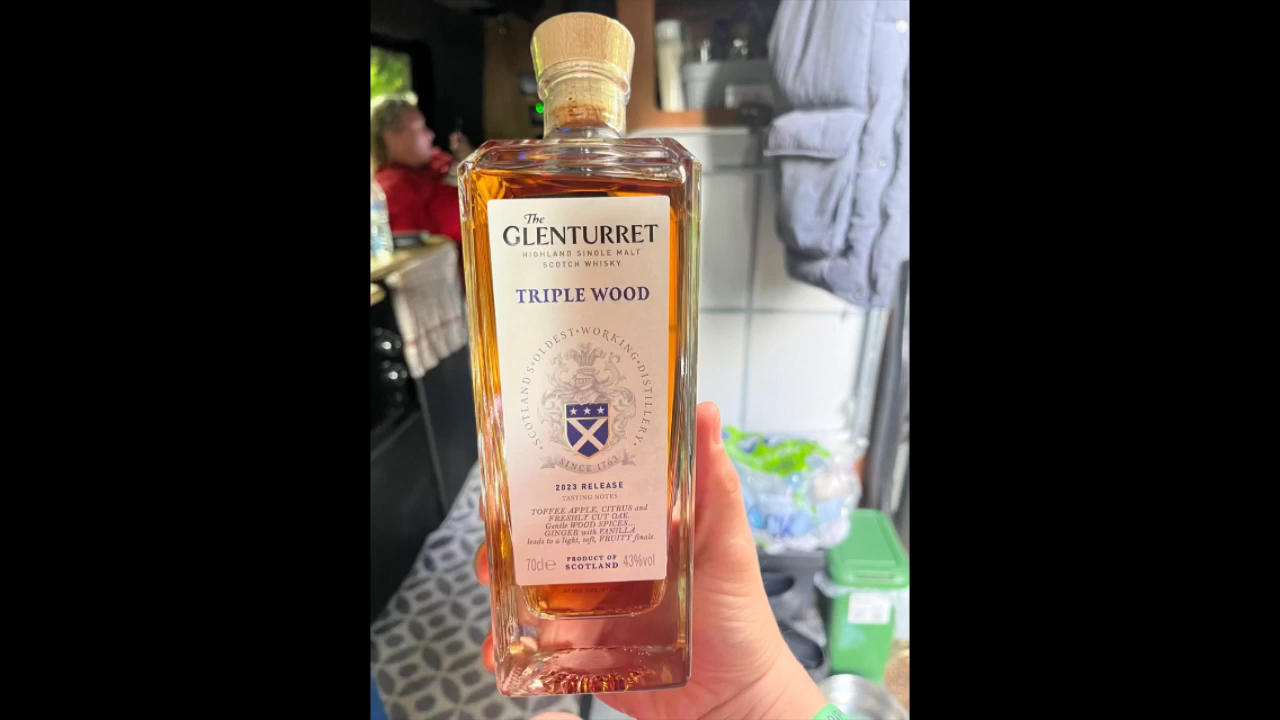 The
GLENTURRET
HIGHLAND SINGLE MALT
SCOTCH WHISKY
TRIPLE WOOD
SCOTLAND'S•OLDEST•WORKING•DISTILLERY•
SINCE 1763
2023 RELEASE
TASTING NOTES
TOFFEE APPLE, CITRUS and
FRESHLY CUT OAK.
Gentle WOOD SPICES...
GINGER with VANILLA
leads to a light, soft, FRUITY finish
70cl e
PRODUCT OF
SCOTLAND
43%vol